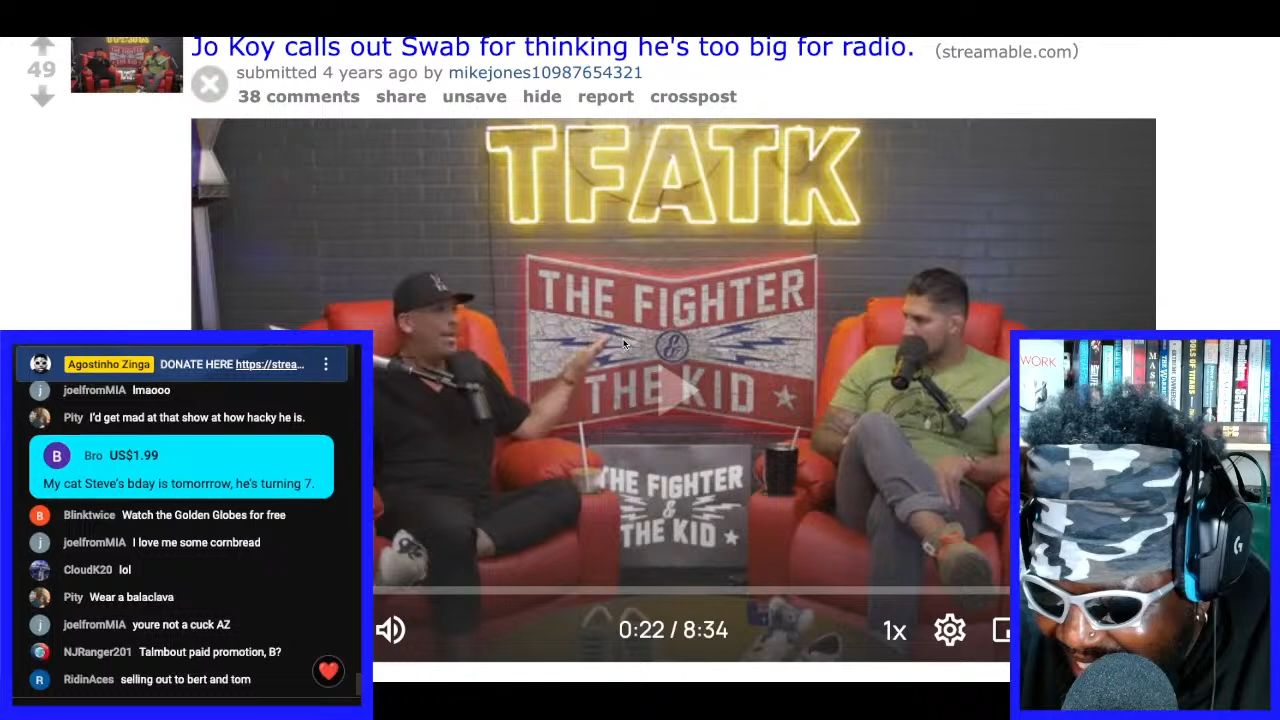 Jo Koy calls out Swab for thinking he's too big for radio. (streamable.com)
49
submitted 4 years ago by mikejones10987654321
38 comments share unsave hide report crosspost
TFATK
THE FIGHTER
&
THE KID
THE FIGHTER
&
THE KID
0:22 / 8:34
1x
Agostinho Zinga DONATE HERE https://strea...
j joelfromMIA lmaooo
Pity I'd get mad at that show at how hacky he is.
B Bro US$1.99
My cat Steve's bday is tomorrrow, he's turning 7.
B Blinktwice Watch the Golden Globes for free
j joelfromMIA I love me some cornbread
CloudK20 lol
Pity Wear a balaclava
j joelfromMIA youre not a cuck AZ
NJRanger201 Talmbout paid promotion, B?
R RidinAces selling out to bert and tom
WORK
TOOLS OF TITANS
G